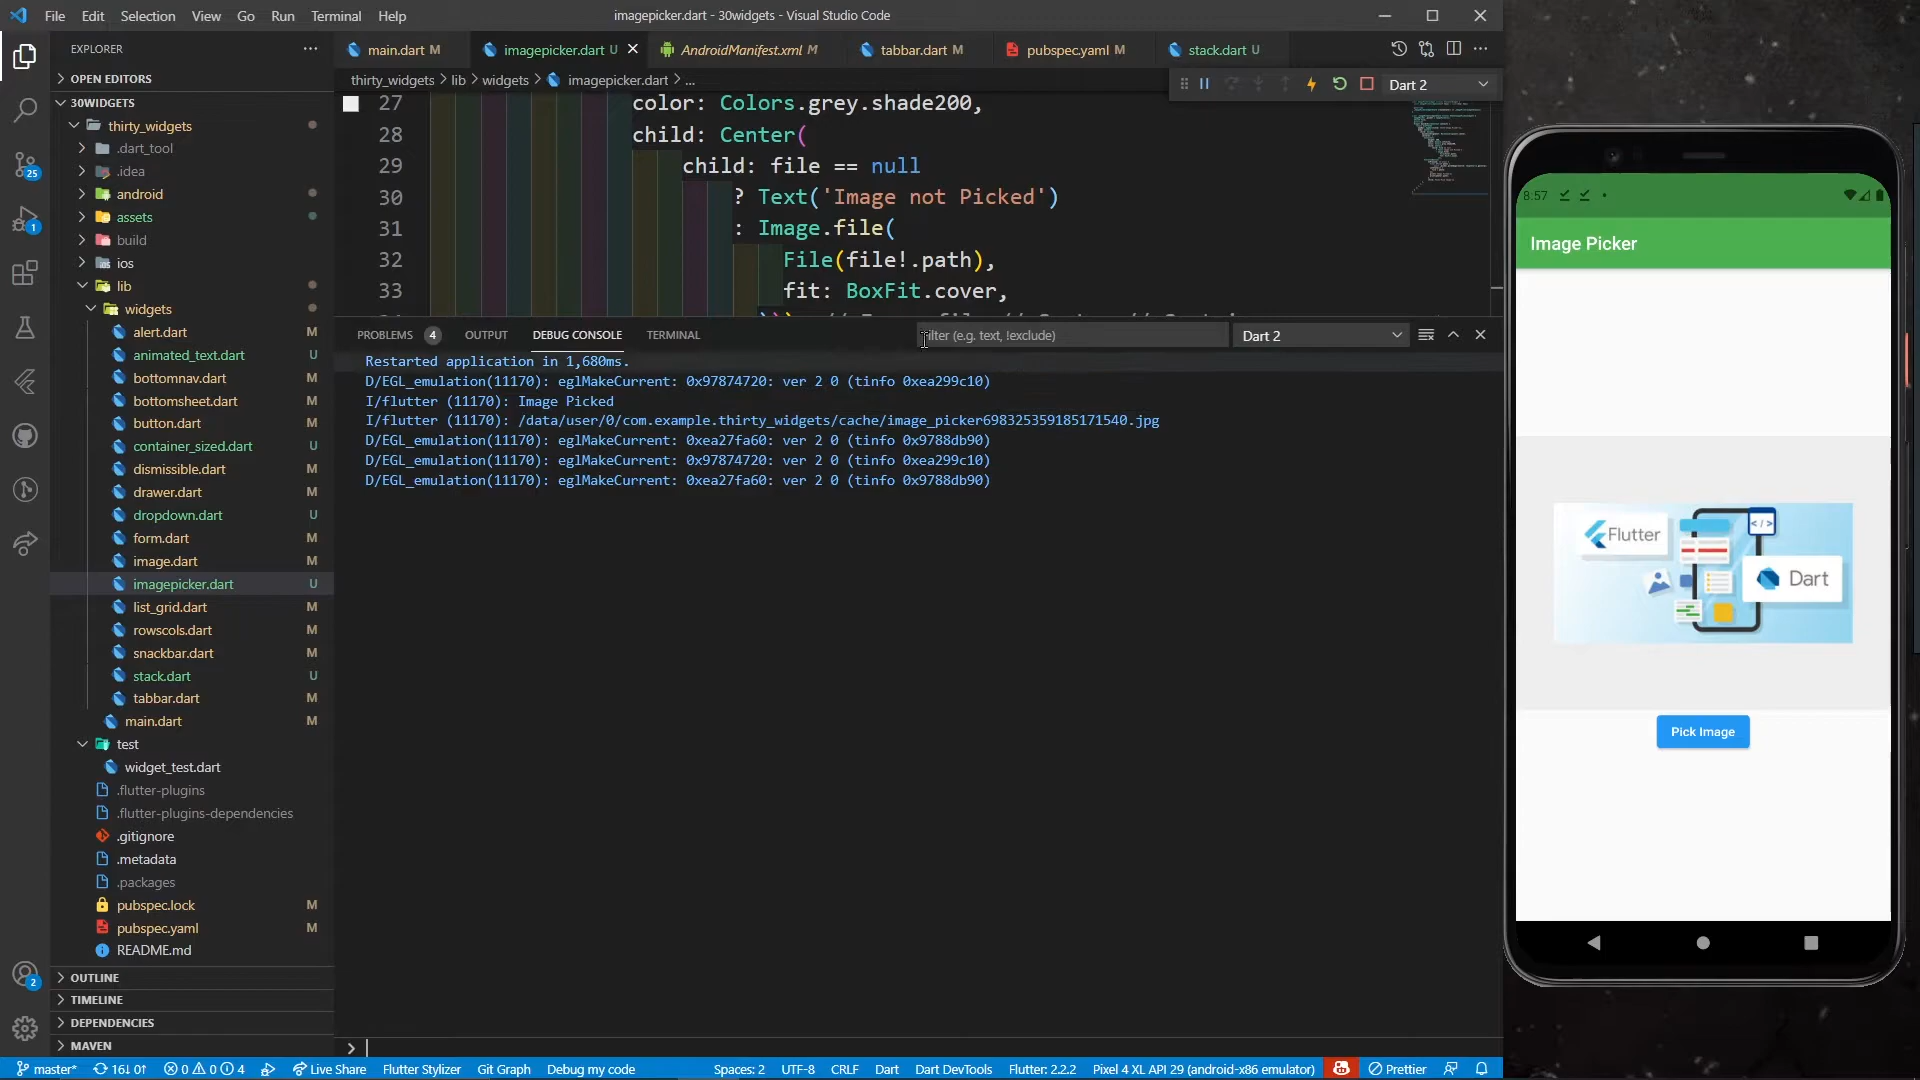 File Edit Selection View Go Run Terminal Help
imagepicker.dart - 30widgets - Visual Studio Code
EXPLORER
OPEN EDITORS
30WIDGETS
thirty_widgets
.dart_tool
.idea
android
assets
build
ios
lib
widgets
alert.dart M
animated_text.dart U
bottomnav.dart M
bottomsheet.dart M
button.dart M
container_sized.dart U
dismissible.dart M
drawer.dart M
dropdown.dart U
form.dart M
image.dart M
imagepicker.dart U
list_grid.dart M
rowscols.dart M
snackbar.dart M
stack.dart U
tabbar.dart M
main.dart M
test
widget_test.dart
.flutter-plugins
.flutter-plugins-dependencies
.gitignore
.metadata
.packages
pubspec.lock M
pubspec.yaml M
README.md
OUTLINE
TIMELINE
DEPENDENCIES
MAVEN
25
1
2
main.dart M imagepicker.dart U AndroidManifest.xml M tabbar.dart M pubspec.yaml M stack.dart U
thirty_widgets > lib > widgets > imagepicker.dart > ...
Dart 2
27 color: Colors.grey.shade200,
28 child: Center(
29 child: file == null
30 ? Text('Image not Picked')
31 : Image.file(
32 File(file!.path),
33 fit: BoxFit.cover,
PROBLEMS 4 OUTPUT DEBUG CONSOLE TERMINAL
Filter (e.g. text, !exclude)
Dart 2
Restarted application in 1,680ms.
D/EGL_emulation(11170): eglMakeCurrent: 0x97874720: ver 2 0 (tinfo 0xea299c10)
I/flutter (11170): Image Picked
I/flutter (11170): /data/user/0/com.example.thirty_widgets/cache/image_picker698325359185171540.jpg
D/EGL_emulation(11170): eglMakeCurrent: 0xea27fa60: ver 2 0 (tinfo 0x9788db90)
D/EGL_emulation(11170): eglMakeCurrent: 0x97874720: ver 2 0 (tinfo 0xea299c10)
D/EGL_emulation(11170): eglMakeCurrent: 0xea27fa60: ver 2 0 (tinfo 0x9788db90)
>
master* 16↓ 0↑ 0 0 4 Live Share Flutter Stylizer Git Graph Debug my code Spaces: 2 UTF-8 CRLF Dart Dart DevTools Flutter: 2.2.2 Pixel 4 XL API 29 (android-x86 emulator) Prettier
8:57
Image Picker
Flutter
</>
Dart
Pick Image